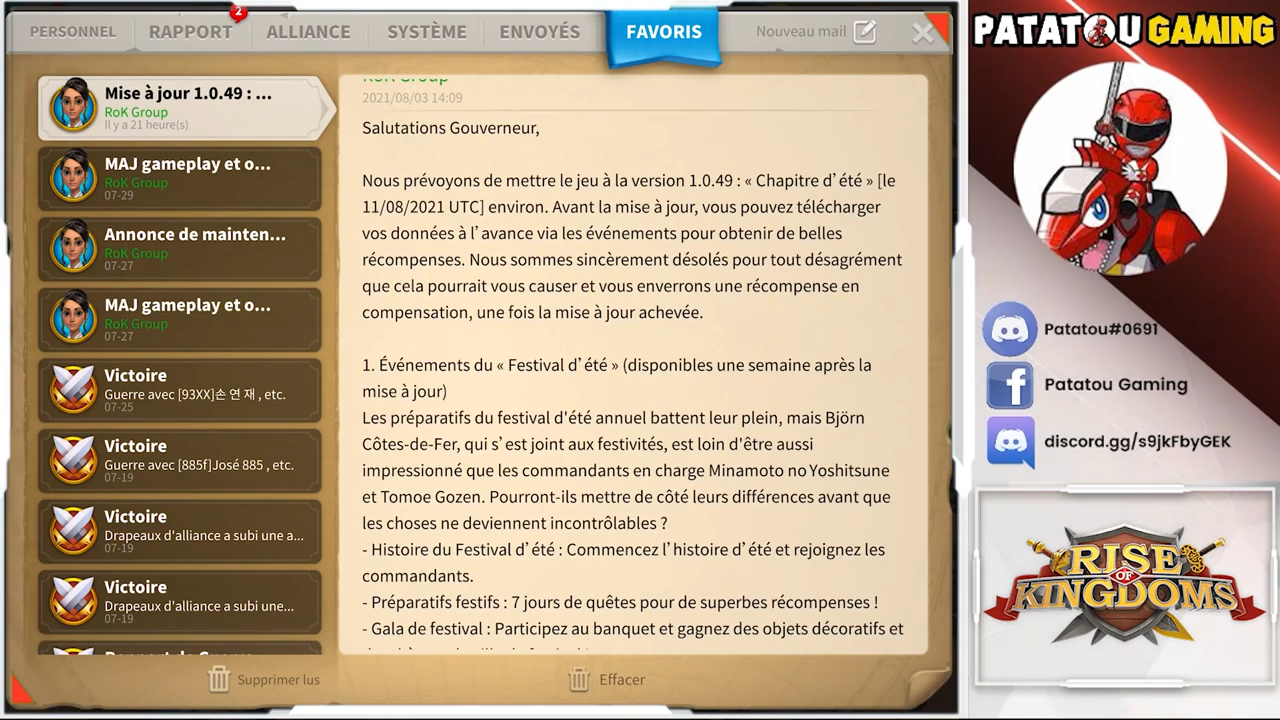 PERSONNEL
RAPPORT
2
ALLIANCE
SYSTÈME
ENVOYÉS
FAVORIS
Nouveau mail
Mise à jour 1.0.49 : ...
RoK Group
Il y a 21 heure(s)
MAJ gameplay et o...
RoK Group
07-29
Annonce de mainten...
RoK Group
07-27
MAJ gameplay et o...
RoK Group
07-27
Victoire
Guerre avec [93XX]손 연 재 , etc.
07-25
Victoire
Guerre avec [885f]José 885 , etc.
07-19
Victoire
Drapeaux d'alliance a subi une a...
07-19
Victoire
Drapeaux d'alliance a subi une...
07-19
Supprimer lus
RoK Group
2021/08/03 14:09
Salutations Gouverneur,
Nous prévoyons de mettre le jeu à la version 1.0.49 : « Chapitre d'été » [le
11/08/2021 UTC] environ. Avant la mise à jour, vous pouvez télécharger
vos données à l'avance via les événements pour obtenir de belles
récompenses. Nous sommes sincèrement désolés pour tout désagrément
que cela pourrait vous causer et vous enverrons une récompense en
compensation, une fois la mise à jour achevée.
1. Événements du « Festival d'été » (disponibles une semaine après la
mise à jour)
Les préparatifs du festival d'été annuel battent leur plein, mais Björn
Côtes-de-Fer, qui s'est joint aux festivités, est loin d'être aussi
impressionné que les commandants en charge Minamoto no Yoshitsune
et Tomoe Gozen. Pourront-ils mettre de côté leurs différences avant que
les choses ne deviennent incontrôlables ?
- Histoire du Festival d'été : Commencez l'histoire d'été et rejoignez les
commandants.
- Préparatifs festifs : 7 jours de quêtes pour de superbes récompenses !
- Gala de festival : Participez au banquet et gagnez des objets décoratifs et
Effacer
PATATOU GAMING
Patatou#0691
Patatou Gaming
discord.gg/s9jkFbyGEK
RISE
OF
KINGDOMS